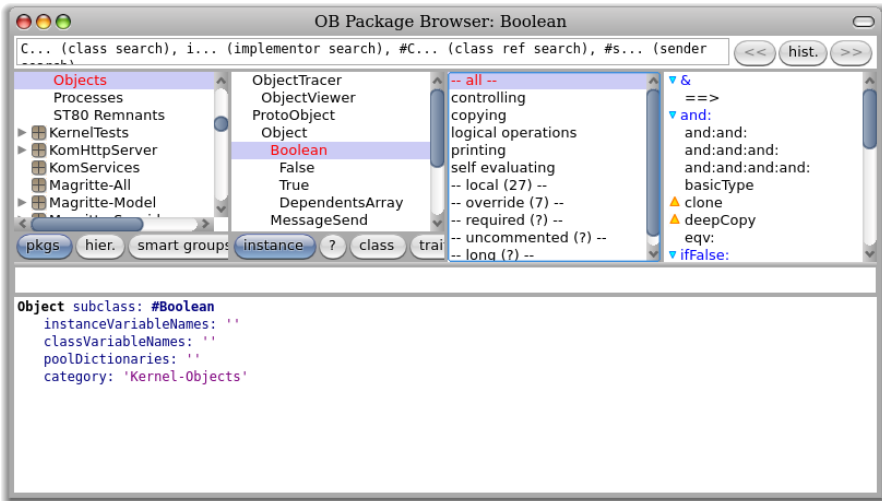 OB Package Browser: Boolean
C... (class search), i... (implementor search), #C... (class ref search), #s... (sender
<<
hist.
>>
Objects
Processes
ST80 Remnants
KernelTests
KomHttpServer
KomServices
Magritte-All
Magritte-Model
ObjectTracer
ObjectViewer
ProtoObject
Object
Boolean
False
True
DependentsArray
MessageSend
-- all --
controlling
copying
logical operations
printing
self evaluating
-- local (27) --
-- override (7) --
-- required (?) --
-- uncommented (?) --
-- long (?) --
&
==>
and:
and:and:
and:and:and:
and:and:and:and:
basicType
clone
deepCopy
eqv:
ifFalse:
pkgs
hier.
smart groups
instance
?
class
trai
Object subclass: #Boolean
instanceVariableNames: ''
classVariableNames: ''
poolDictionaries: ''
category: 'Kernel-Objects'